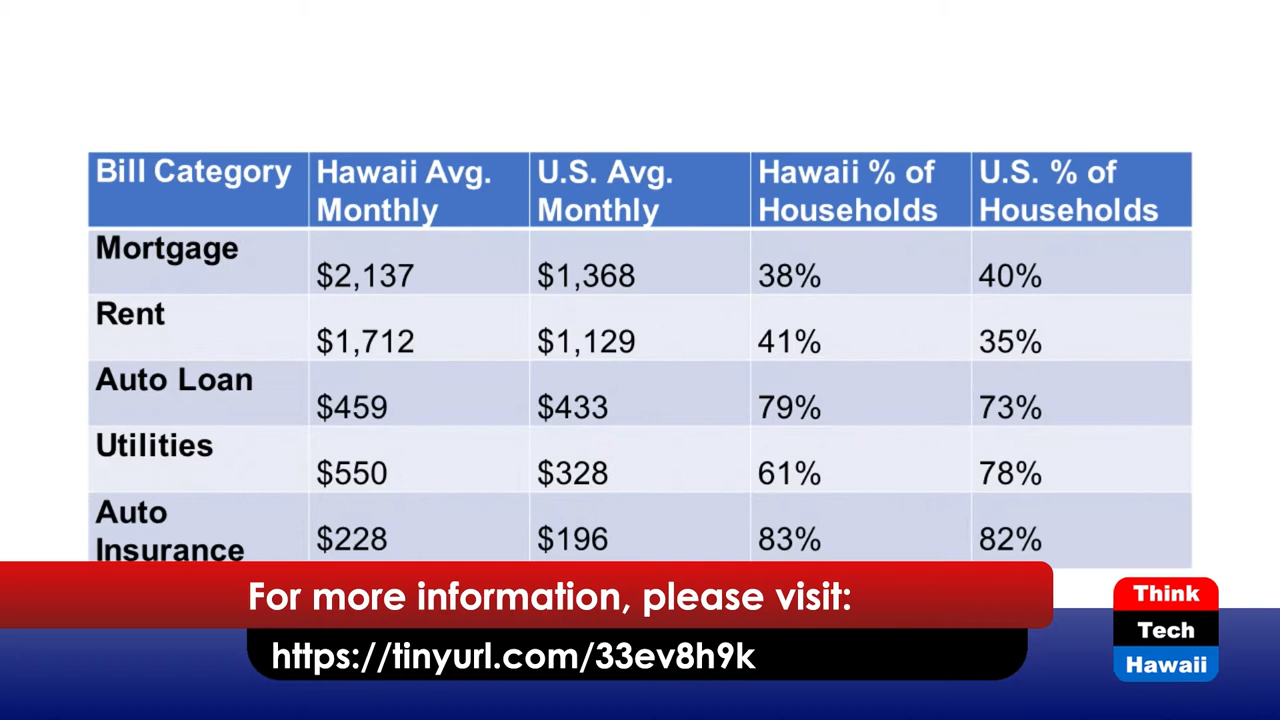 Bill Category Hawaii Avg. Monthly U.S. Avg. Monthly Hawaii % of Households U.S. % of Households
Mortgage $2,137 $1,368 38% 40%
Rent $1,712 $1,129 41% 35%
Auto Loan $459 $433 79% 73%
Utilities $550 $328 61% 78%
Auto Insurance $228 $196 83% 82%
For more information, please visit:
https://tinyurl.com/33ev8h9k
Think
Tech
Hawaii